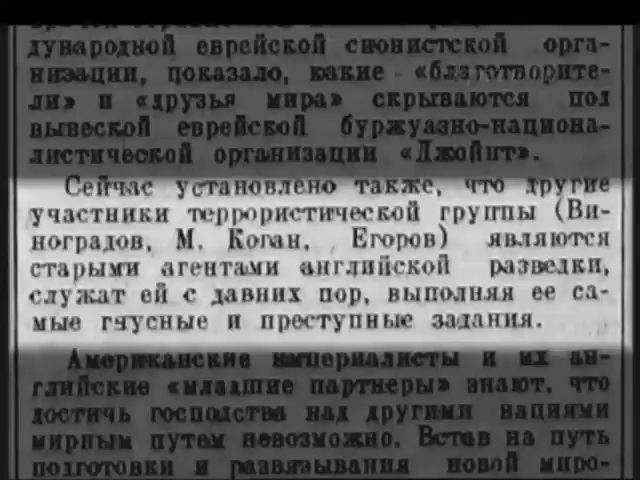 дународной еврейской сионистской орга-
низации, показало, какие «благотворите-
ли» и «друзья мира» скрываются под
вывеской еврейской буржуазно-национа-
листической организации «Джойнт».
Сейчас установлено также, что другие
участники террористической группы (Ви-
ноградов, М. Коган, Егоров) являются
старыми агентами английской разведки,
служат ей с давних пор, выполняя ее са-
мые гнусные и преступные задания.
Американские империалисты и их ан-
глийские «младшие партнеры» знают, что
достичь господства над другими нациями
мирным путем невозможно. Встав на путь
подготовки и развязывания новой миро-